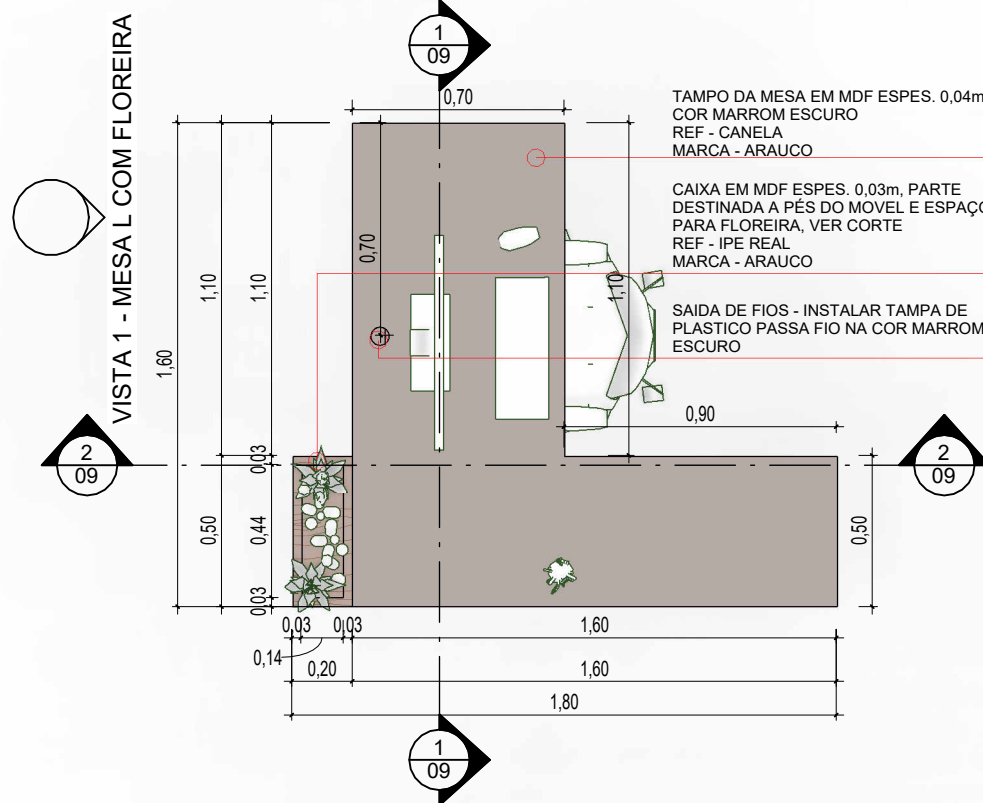 VISTA 1 - MESA L COM FLOREIRA
1
09
0,70
TAMPO DA MESA EM MDF ESPES. 0,04m
COR MARROM ESCURO
REF - CANELA
MARCA - ARAUCO
CAIXA EM MDF ESPES. 0,03m, PARTE
DESTINADA A PÉS DO MOVEL E ESPAÇO
PARA FLOREIRA, VER CORTE
REF - IPE REAL
MARCA - ARAUCO
SAIDA DE FIOS - INSTALAR TAMPA DE
PLASTICO PASSA FIO NA COR MARROM
ESCURO
0,70
1,10
1,10
1,10
1,60
0,90
2
09
2
09
0,03
0,50
0,44
0,50
0,03
0,03
0,03
1,60
0,14
0,20
1,60
1,80
1
09